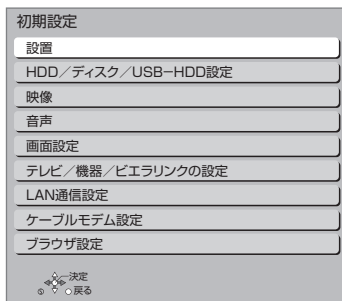 初期設定
設置
HDD／ディスク／USB－HDD設定
映像
音声
画面設定
テレビ／機器／ビエラリンクの設定
LAN通信設定
ケーブルモデム設定
ブラウザ設定
決定
戻る